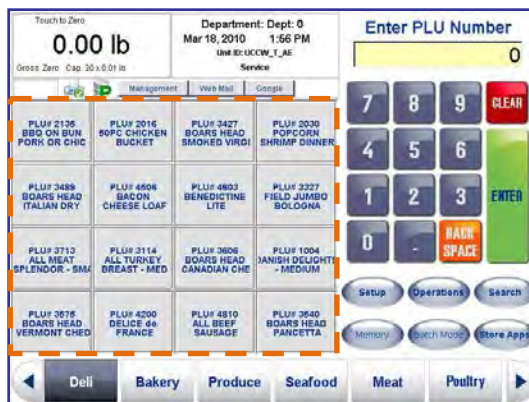 Touch to Zero
0.00 lb
Gross Zero Cap. 30 x 0.01 lb
Department: Dept: 0
Mar 18, 2010 1:56 PM
Unit ID: UCCW_T_AE
Service
Enter PLU Number
0
Management Web Mail Google
PLU# 2136 BBQ ON BUN PORK OR CHIC
PLU# 2016 50PC CHICKEN BUCKET
PLU# 3427 BOARS HEAD SMOKED VIRGI
PLU# 2030 POPCORN SHRIMP DINNER
PLU# 3489 BOARS HEAD ITALIAN DRY
PLU# 4506 BACON CHEESE LOAF
PLU# 4603 BENEDICTINE LITE
PLU# 3327 FIELD JUMBO BOLOGNA
PLU# 3713 ALL MEAT SPLENDOR - SMA
PLU# 3114 ALL TURKEY BREAST - MED
PLU# 3606 BOARS HEAD CANADIAN CHE
PLU# 1004 DANISH DELIGHTS - MEDIUM
PLU# 3575 BOARS HEAD VERMONT CHED
PLU# 4200 DELICE de FRANCE
PLU# 4810 ALL BEEF SAUSAGE
PLU# 3540 BOARS HEAD PANCETTA
7 8 9 CLEAR
4 5 6
1 2 3 ENTER
0 . BACK SPACE
Setup Operations Search
Memory Batch Mode Store Apps
Deli Bakery Produce Seafood Meat Poultry